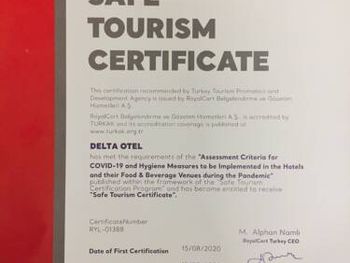 SAFE
TOURISM
CERTIFICATE
This certification recommended by Turkey Tourism Promotion and
Development Agency is issued by RoyalCert Belgelendirme ve Gözetim
Hizmetleri A.Ş.
RoyalCert Belgelendirme ve Gözetim Hizmetleri A.Ş. is accredited by
TURKAK and its accreditation coverage is published at
www.turkak.org.tr
DELTA OTEL
has met the requirements of the "Assessment Criteria for
COVID-19 and Hygiene Measures to be Implemented in the Hotels
and their Food & Beverage Venues during the Pandemic"
published within the framework of the "Safe Tourism
Certification Program" and has become entitled to receive
"Safe Tourism Certificate".
CertificateNumber
RYL-01388
M. Alphan Namlı
RoyalCert Turkey CEO
Date of First Certification 15/08/2020